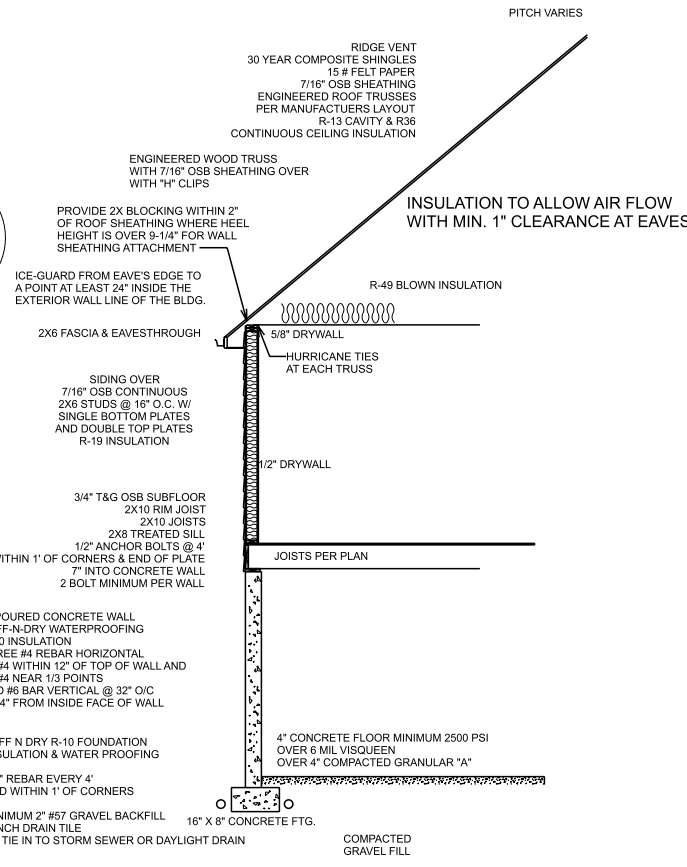 PITCH VARIES
RIDGE VENT
30 YEAR COMPOSITE SHINGLES
15 # FELT PAPER
7/16" OSB SHEATHING
ENGINEERED ROOF TRUSSES
PER MANUFACTUERS LAYOUT
R-13 CAVITY & R36
CONTINUOUS CEILING INSULATION
ENGINEERED WOOD TRUSS
WITH 7/16" OSB SHEATHING OVER
WITH "H" CLIPS
INSULATION TO ALLOW AIR FLOW
WITH MIN. 1" CLEARANCE AT EAVES
PROVIDE 2X BLOCKING WITHIN 2"
OF ROOF SHEATHING WHERE HEEL
HEIGHT IS OVER 9-1/4" FOR WALL
SHEATHING ATTACHMENT
ICE-GUARD FROM EAVE'S EDGE TO
A POINT AT LEAST 24" INSIDE THE
EXTERIOR WALL LINE OF THE BLDG.
R-49 BLOWN INSULATION
2X6 FASCIA & EAVESTHROUGH
5/8" DRYWALL
HURRICANE TIES
AT EACH TRUSS
SIDING OVER
7/16" OSB CONTINUOUS
2X6 STUDS @ 16" O.C. W/
SINGLE BOTTOM PLATES
AND DOUBLE TOP PLATES
R-19 INSULATION
1/2" DRYWALL
3/4" T&G OSB SUBFLOOR
2X10 RIM JOIST
2X10 JOISTS
2X8 TREATED SILL
1/2" ANCHOR BOLTS @ 4'
WITHIN 1' OF CORNERS & END OF PLATE
7" INTO CONCRETE WALL
2 BOLT MINIMUM PER WALL
JOISTS PER PLAN
POURED CONCRETE WALL
FF-N-DRY WATERPROOFING
0 INSULATION
REE #4 REBAR HORIZONTAL
#4 WITHIN 12" OF TOP OF WALL AND
#4 NEAR 1/3 POINTS
#6 BAR VERTICAL @ 32" O/C
4" FROM INSIDE FACE OF WALL
FF N DRY R-10 FOUNDATION
SULATION & WATER PROOFING
" REBAR EVERY 4'
D WITHIN 1' OF CORNERS
NIMUM 2" #57 GRAVEL BACKFILL
NCH DRAIN TILE
TIE IN TO STORM SEWER OR DAYLIGHT DRAIN
4" CONCRETE FLOOR MINIMUM 2500 PSI
OVER 6 MIL VISQUEEN
OVER 4" COMPACTED GRANULAR "A"
16" X 8" CONCRETE FTG.
COMPACTED
GRAVEL FILL